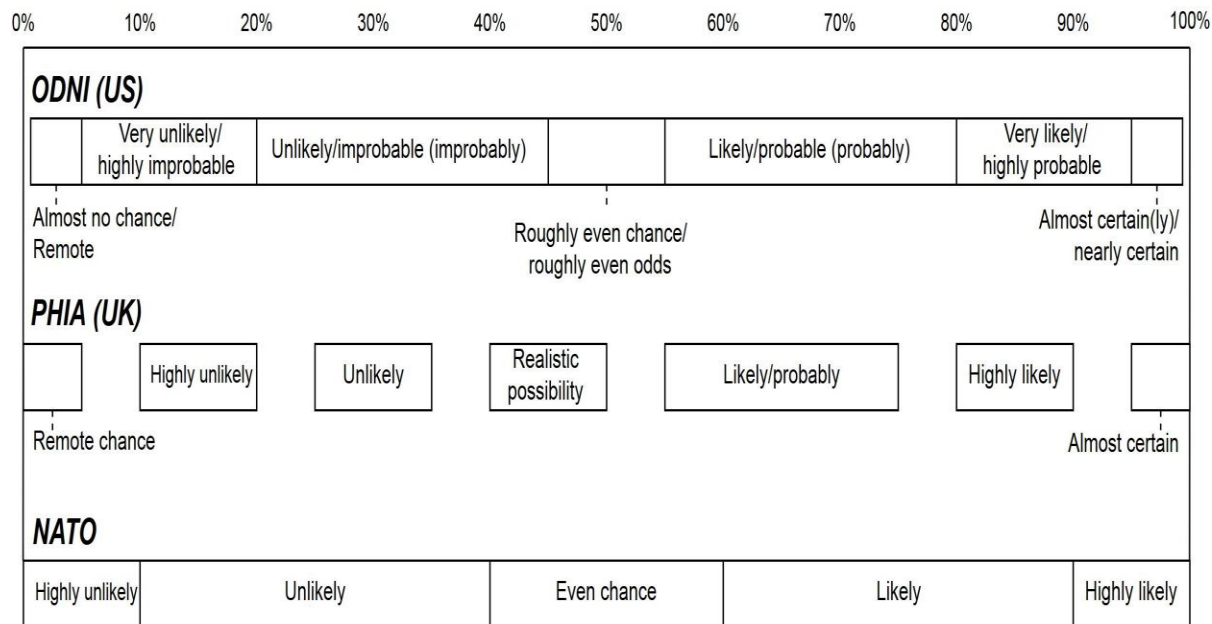 0% 10% 20% 30% 40% 50% 60% 70% 80% 90% 100%
ODNI (US)
Very unlikely/
highly improbable
Unlikely/improbable (improbably)
Likely/probable (probably)
Very likely/
highly probable
Almost no chance/
Remote
Roughly even chance/
roughly even odds
Almost certain(ly)/
nearly certain
PHIA (UK)
Highly unlikely
Unlikely
Realistic
possibility
Likely/probably
Highly likely
Remote chance
Almost certain
NATO
Highly unlikely
Unlikely
Even chance
Likely
Highly likely